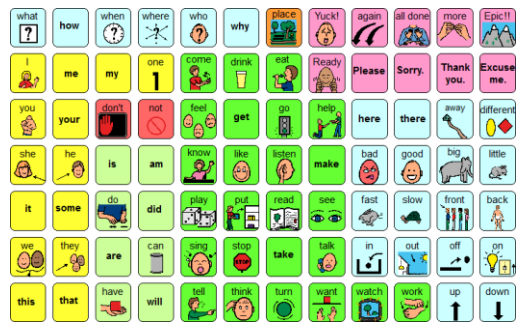 what how when where who why place Yuck! again all done more Epic!!
I me my one come drink eat Ready Please Sorry. Thank you. Excuse me.
you your don't not feel get go help here there away different
she he is am know like listen make bad good big little
it some do did play put read see fast slow front back
we they are can sing stop take talk in out off on
this that have will tell think turn want watch work up down